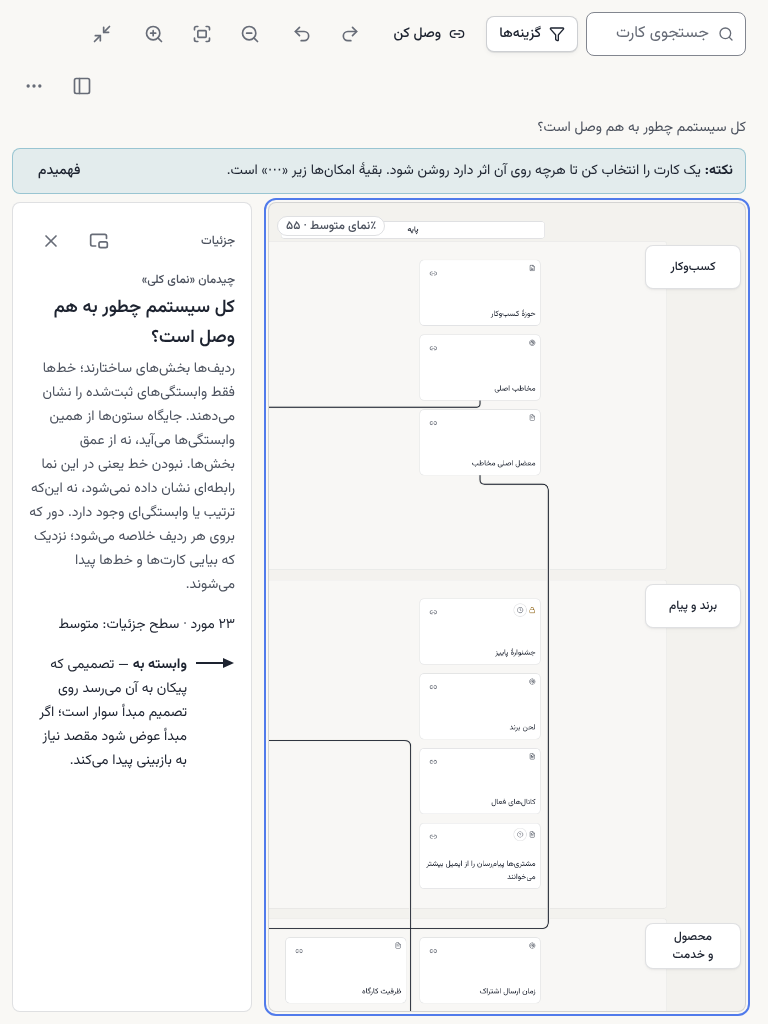 جستجوی کارت
گزینه‌ها
وصل کن
کل سیستمم چطور به هم وصل است؟
نکته: یک کارت را انتخاب کن تا هرچه روی آن اثر دارد روشن شود. بقیهٔ امکان‌ها زیر «⋯» است.
فهمیدم
نمای متوسط · ۵۵٪
پایه
کسب‌وکار
حوزهٔ کسب‌وکار
مخاطب اصلی
معضل اصلی مخاطب
برند و پیام
جشنوارهٔ پاییز
لحن برند
کانال‌های فعال
مشتری‌ها پیام‌رسان را از ایمیل بیشتر
می‌خوانند
محصول
و خدمت
زمان ارسال اشتراک
ظرفیت کارگاه
جزئیات
چیدمان «نمای کلی»
کل سیستمم چطور به هم
وصل است؟
ردیف‌ها بخش‌های ساختارند؛ خط‌ها
فقط وابستگی‌های ثبت‌شده را نشان
می‌دهند. جایگاه ستون‌ها از همین
وابستگی‌ها می‌آید، نه از عمق
بخش‌ها. نبودن خط یعنی در این نما
رابطه‌ای نشان داده نمی‌شود، نه این‌که
ترتیب یا وابستگی‌ای وجود دارد. دور که
بروی هر ردیف خلاصه می‌شود؛ نزدیک
که بیایی کارت‌ها و خط‌ها پیدا
می‌شوند.
۲۳ مورد · سطح جزئیات: متوسط
وابسته به — تصمیمی که
پیکان به آن می‌رسد روی
تصمیم مبدأ سوار است؛ اگر
مبدأ عوض شود مقصد نیاز
به بازبینی پیدا می‌کند.